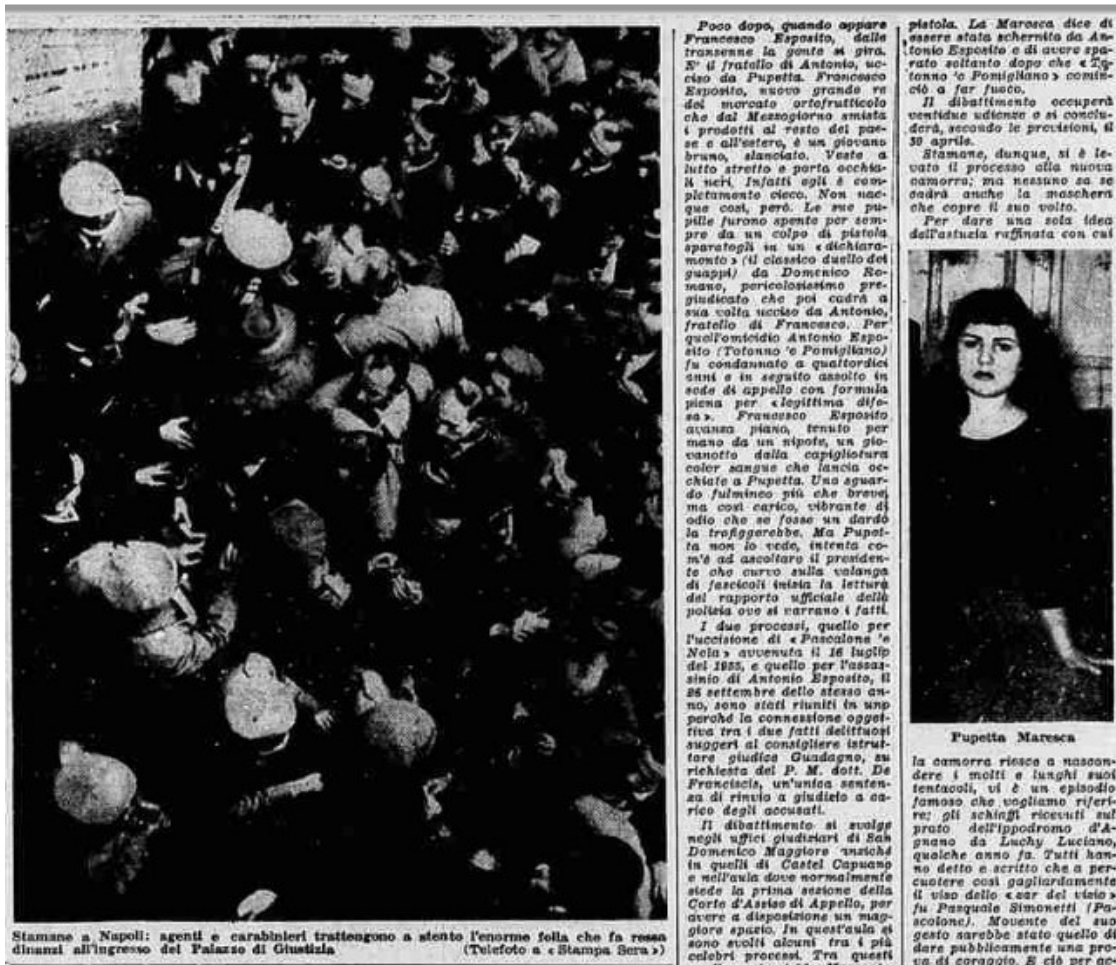 Poco dopo, quando appare
Francesco Esposito, dalle
transenne la gente si gira.
E' il fratello di Antonio, uc-
ciso da Pupetta. Francesco
Esposito, nuovo grande re
del mercato ortofrutticolo
che dal Mezzogiorno smista
i prodotti al resto del pae-
se e all'estero, è un giovane
bruno, slanciato. Veste a
lutto stretto e porta occhia-
li neri. Infatti egli è com-
pletamente cieco. Non nac-
que così, però. Le sue pu-
pille furono spente per sem-
pre da un colpo di pistola
sparatogli in un «dichiara-
mento» (il classico duello dei
guappi) da Domenico Ro-
mano, pericolosissimo pre-
giudicato che poi cadrà a
sua volta ucciso da Antonio,
fratello di Francesco. Per
quell'omicidio Antonio Espo-
sito (Totonno 'e Pomigliano)
fu condannato a quattordici
anni e in seguito assolto in
sede di appello con formula
piena per «legittima dife-
sa». Francesco Esposito
avanza piano, tenuto per
mano da un nipote, un gio-
vanotto dalla capigliatura
color sangue che lancia oc-
chiate a Pupetta. Uno sguar-
do fulmineo più che breve,
ma così carico, vibrante di
odio che se fosse un dardo
la trafiggerebbe. Ma Pupet-
ta non lo vede, intenta co-
m'è ad ascoltare il presiden-
te che curvo sulla valanga
di fascicoli inizia la lettura
del rapporto ufficiale della
polizia ove si narrano i fatti.
I due processi, quello per
l'uccisione di «Pascalone 'e
Nola» avvenuta il 16 luglio
del 1955, e quello per l'assas-
sinio di Antonio Esposito, il
26 settembre dello stesso an-
no, sono stati riuniti in uno
perché la connessione ogget-
tiva tra i due fatti delittuosi
suggerì al consigliere istrut-
tore giudice Guadagno, su
richiesta del P. M. dott. De
Franciscis, un'unica senten-
za di rinvio a giudizio a ca-
rico degli accusati.
Il dibattimento si svolge
negli uffici giudiziari di San
Domenico Maggiore anziché
in quelli di Castel Capuano
e nell'aula dove normalmente
siede la prima sezione della
Corte d'Assise di Appello, per
avere a disposizione un mag-
giore spazio. In quest'aula si
sono svolti alcuni tra i più
celebri processi. Tra questi
pistola. La Maresca dice di
essere stata schernita da An-
tonio Esposito e di avere spa-
rato soltanto dopo che «To-
tonno 'e Pomigliano» comin-
ciò a far fuoco.
Il dibattimento occuperà
ventidue udienze e si conclu-
derà, secondo le previsioni, il
30 aprile.
Stamane, dunque, si è le-
vato il processo alla nuova
camorra; ma nessuno sa se
cadrà anche la maschera
che copre il suo volto.
Per dare una sola idea
dell'astuzia raffinata con cui
Pupetta Maresca
la camorra riesce a nascon-
dere i molti e lunghi suoi
tentacoli, vi è un episodio
famoso che vogliamo riferi-
re; gli schiaffi ricevuti sul
prato dell'ippodromo d'A-
gnano da Luchy Luciano,
qualche anno fa. Tutti han-
no detto e scritto che a per-
cuotere così gagliardamente
il viso dello «zar del vizio»
fu Pasquale Simonetti (Pa-
scalone). Movente del suo
gesto sarebbe stato quello di
dare pubblicamente una pro-
va di coraggio. E ciò per ac-
Stamane a Napoli: agenti e carabinieri trattengono a stento l'enorme folla che fa ressa
dinanzi all'ingresso del Palazzo di Giustizia (Telefoto a «Stampa Sera»)